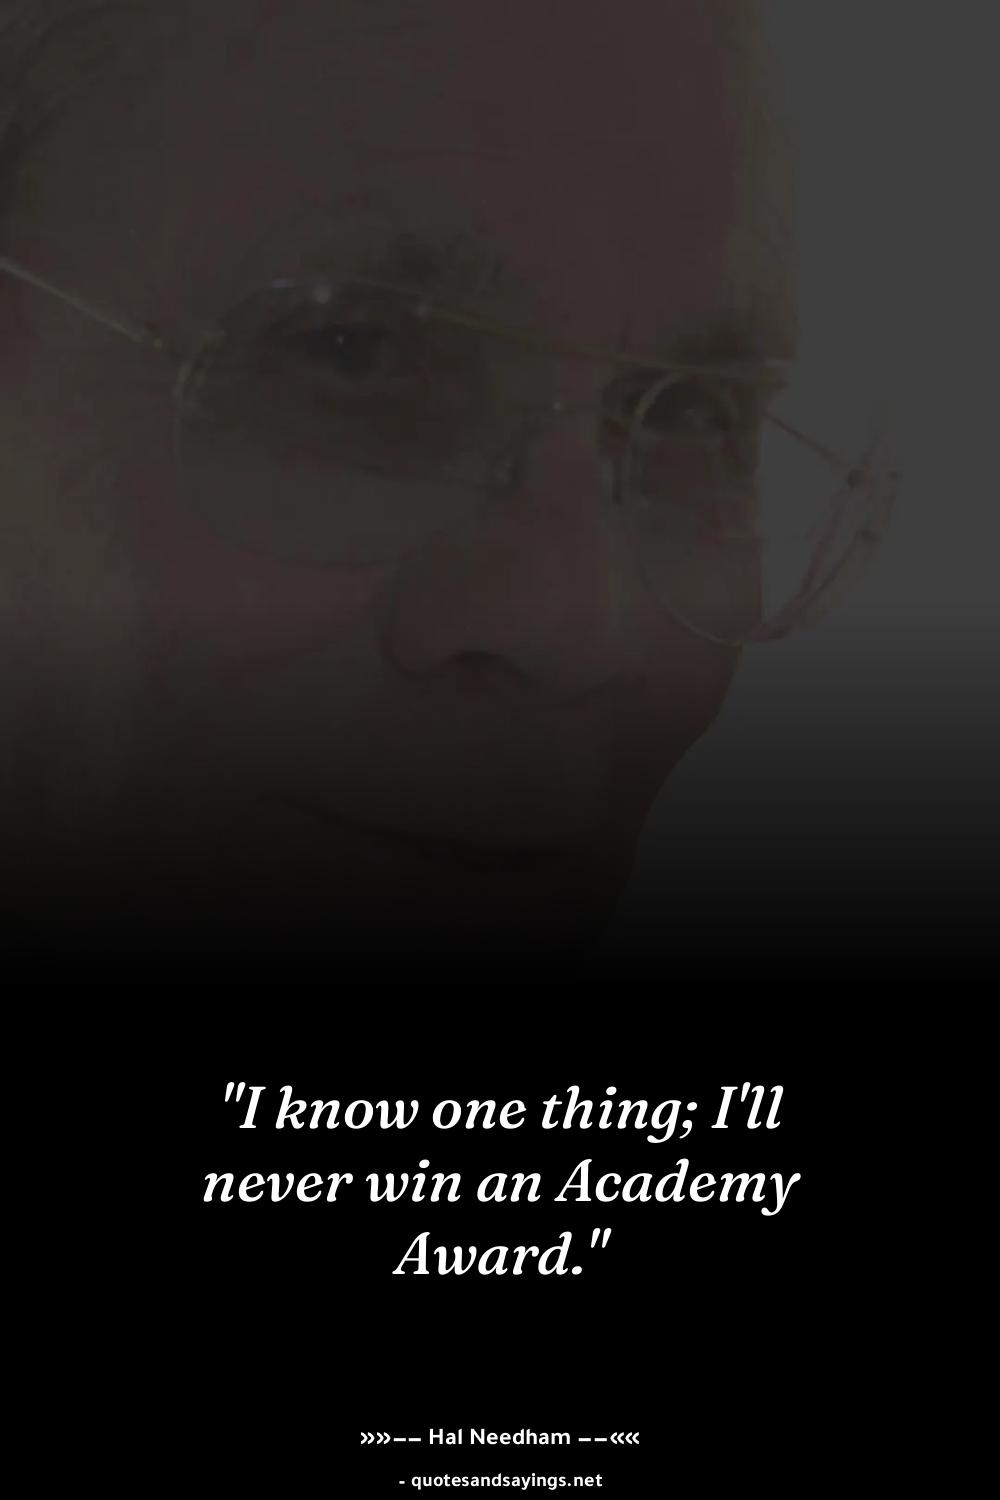 "I know one thing; I'll
never win an Academy
Award."
»»−− Hal Needham −−««
- quotesandsayings.net